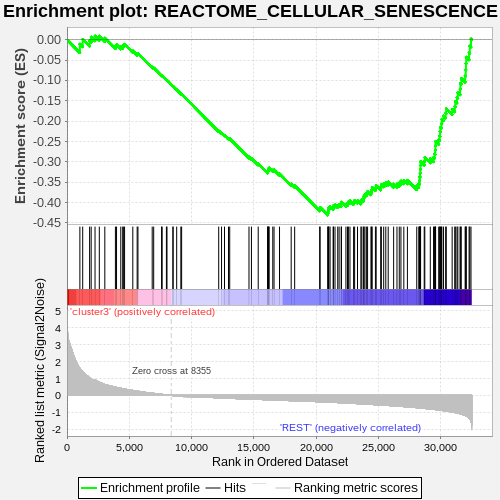 Enrichment plot: REACTOME_CELLULAR_SENESCENCE
Enrichment score (ES)
0.00
-0.05
-0.10
-0.15
-0.20
-0.25
-0.30
-0.35
-0.40
-0.45
Ranked list metric (Signal2Noise)
5
4
3
2
1
0
-1
-2
'cluster3' (positively correlated)
Zero cross at 8355
'REST' (negatively correlated)
0
5,000
10,000
15,000
20,000
25,000
30,000
Rank in Ordered Dataset
Enrichment profile
Hits
Ranking metric scores